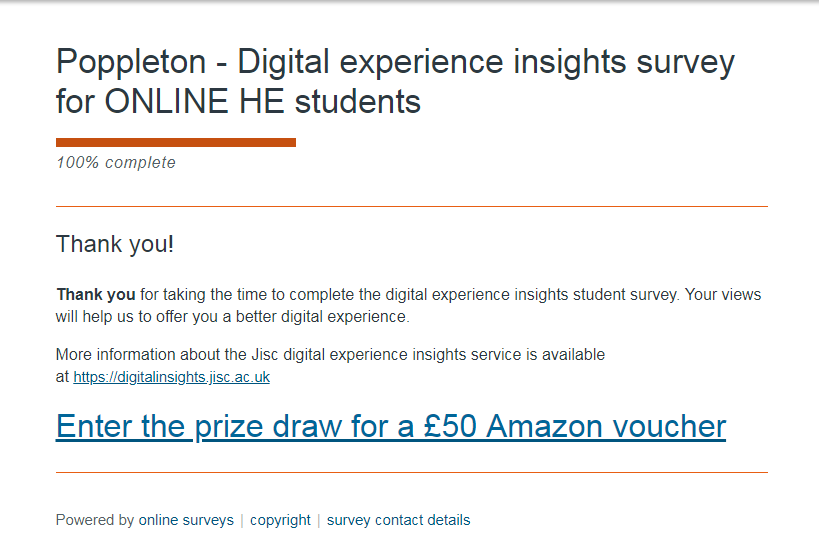 Poppleton - Digital experience insights survey
for ONLINE HE students
100% complete
Thank you!
Thank you for taking the time to complete the digital experience insights student survey. Your views
will help us to offer you a better digital experience.
More information about the Jisc digital experience insights service is available
at https://digitalinsights.jisc.ac.uk
Enter the prize draw for a £50 Amazon voucher
Powered by online surveys | copyright | survey contact details